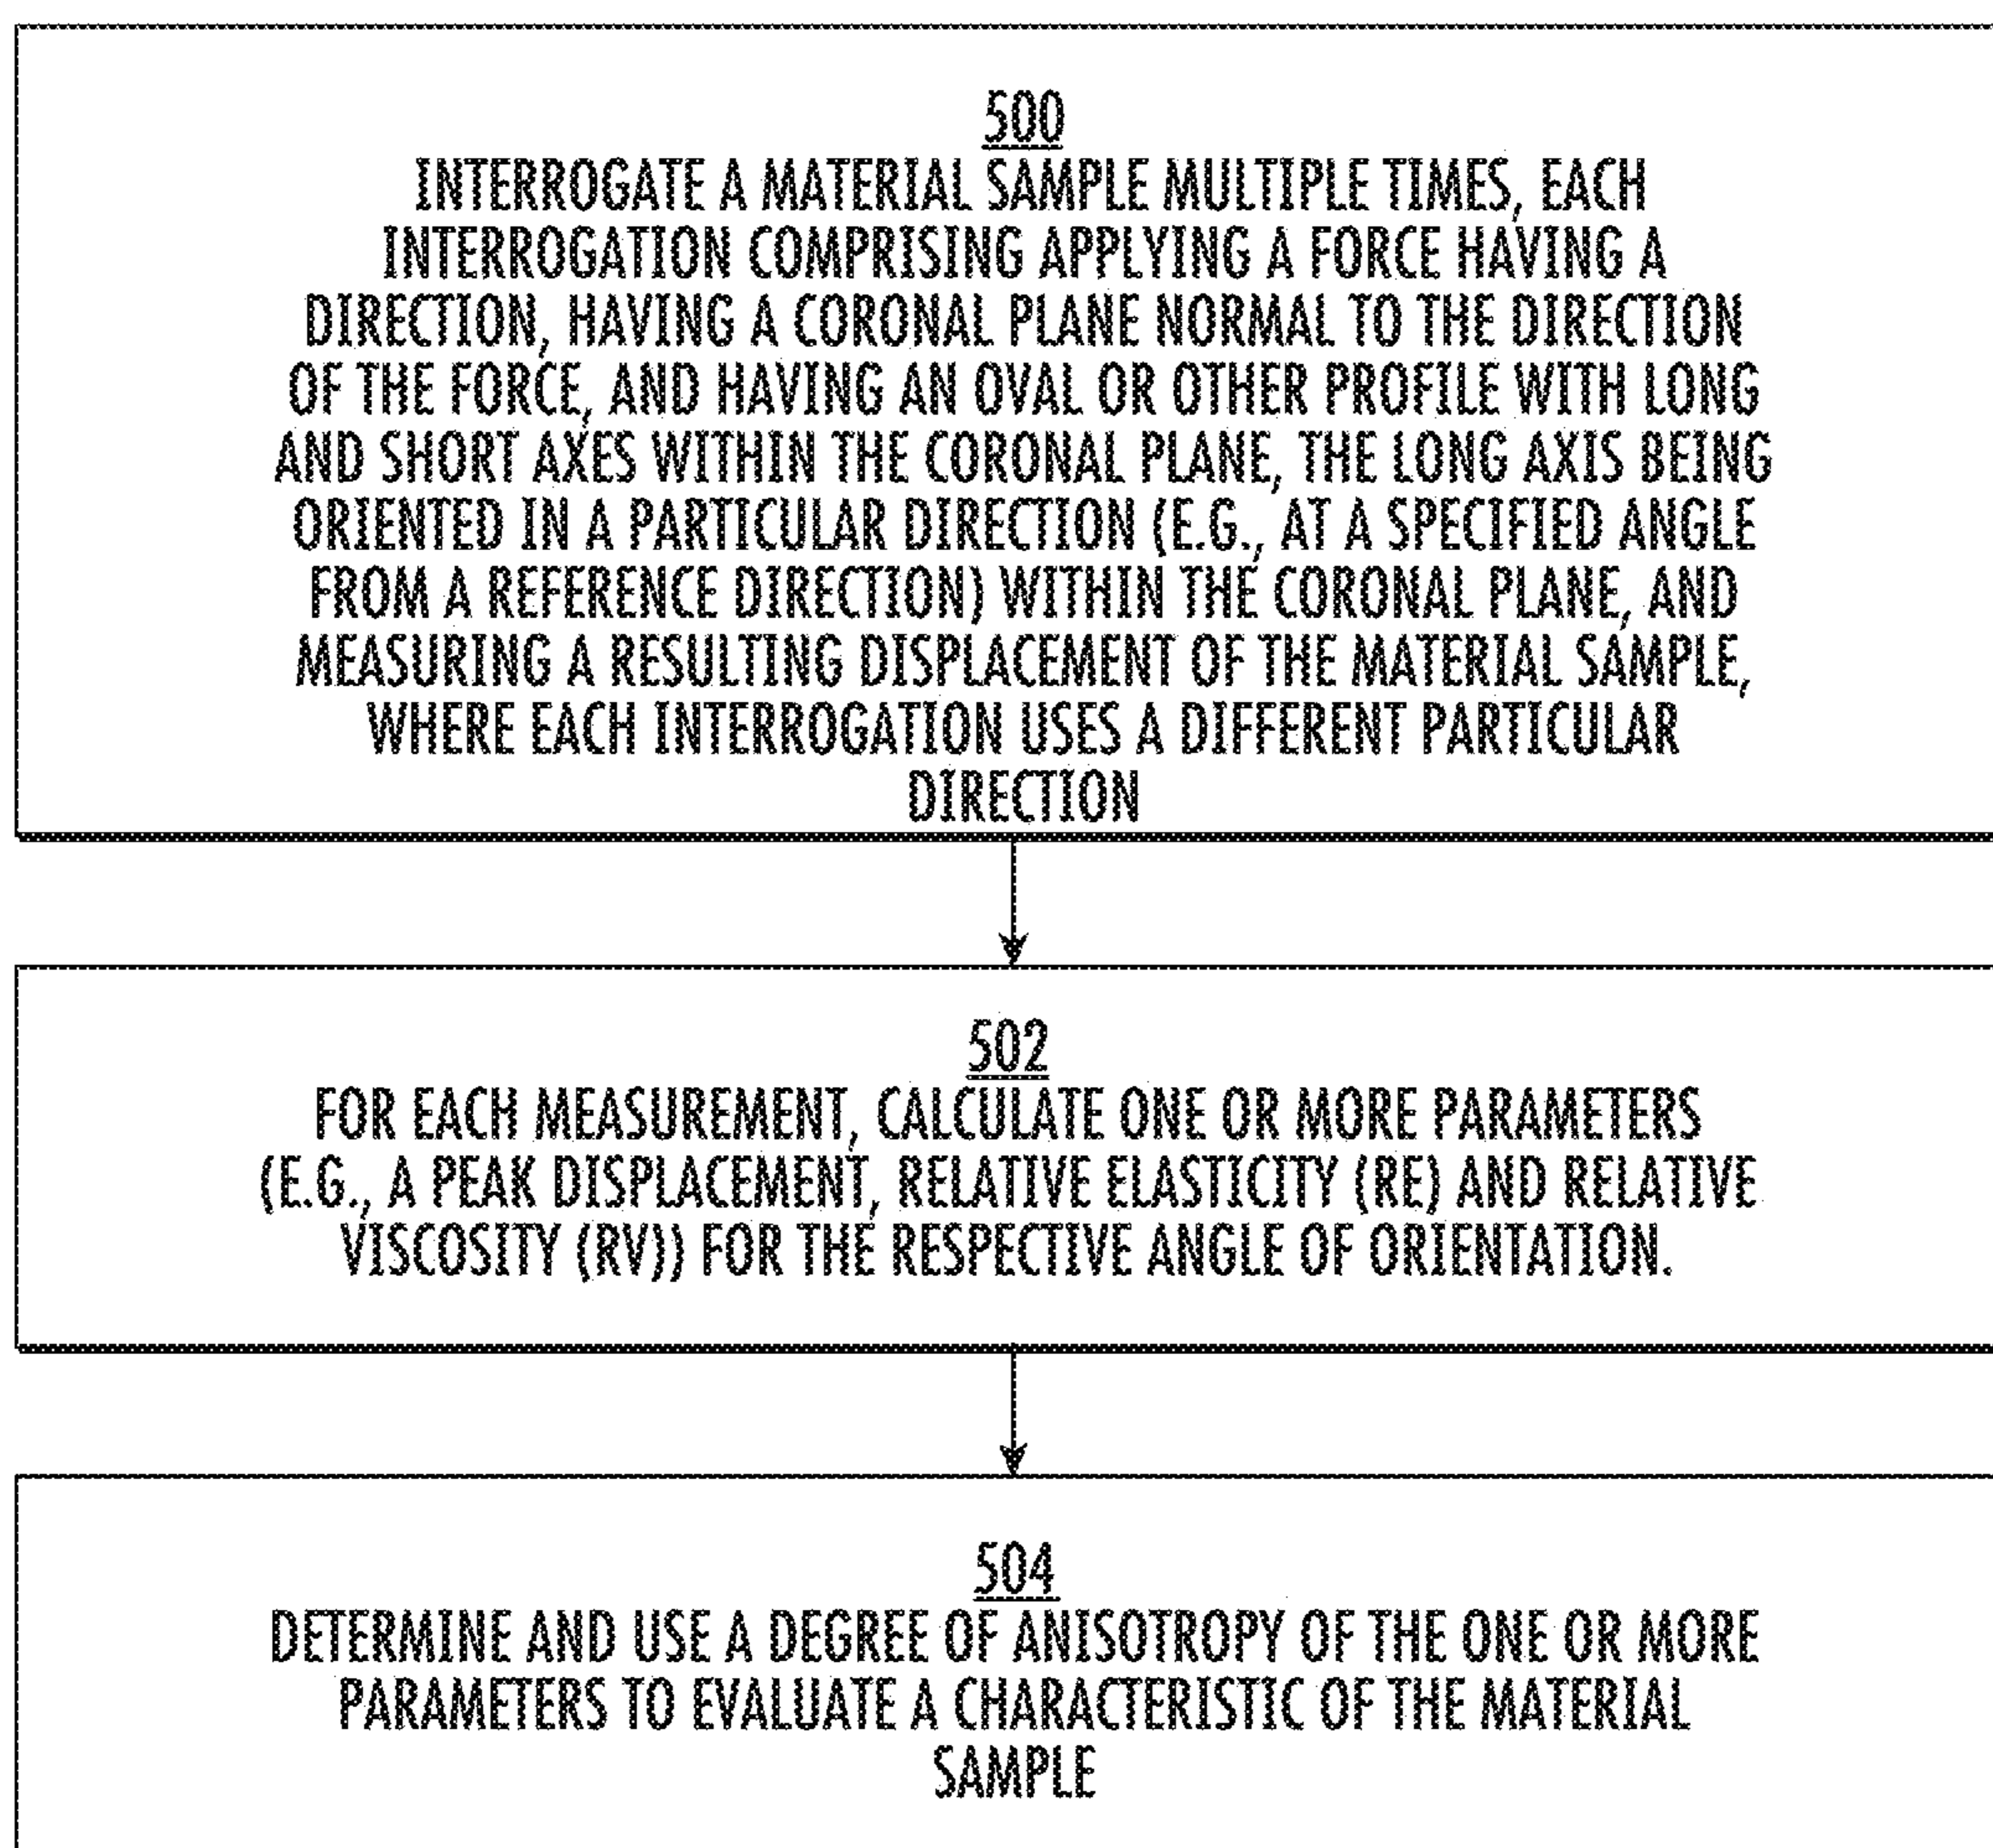 500
INTERROGATE A MATERIAL SAMPLE MULTIPLE TIMES, EACH
INTERROGATION COMPRISING APPLYING A FORCE HAVING A
DIRECTION, HAVING A CORONAL PLANE NORMAL TO THE DIRECTION
OF THE FORCE, AND HAVING AN OVAL OR OTHER PROFILE WITH LONG
AND SHORT AXES WITHIN THE CORONAL PLANE, THE LONG AXIS BEING
ORIENTED IN A PARTICULAR DIRECTION (E.G., AT A SPECIFIED ANGLE
FROM A REFERENCE DIRECTION) WITHIN THE CORONAL PLANE, AND
MEASURING A RESULTING DISPLACEMENT OF THE MATERIAL SAMPLE,
WHERE EACH INTERROGATION USES A DIFFERENT PARTICULAR
DIRECTION
502
FOR EACH MEASUREMENT, CALCULATE ONE OR MORE PARAMETERS
(E.G., A PEAK DISPLACEMENT, RELATIVE ELASTICITY (RE) AND RELATIVE
VISCOSITY (RV)) FOR THE RESPECTIVE ANGLE OF ORIENTATION.
504
DETERMINE AND USE A DEGREE OF ANISOTROPY OF THE ONE OR MORE
PARAMETERS TO EVALUATE A CHARACTERISTIC OF THE MATERIAL
SAMPLE